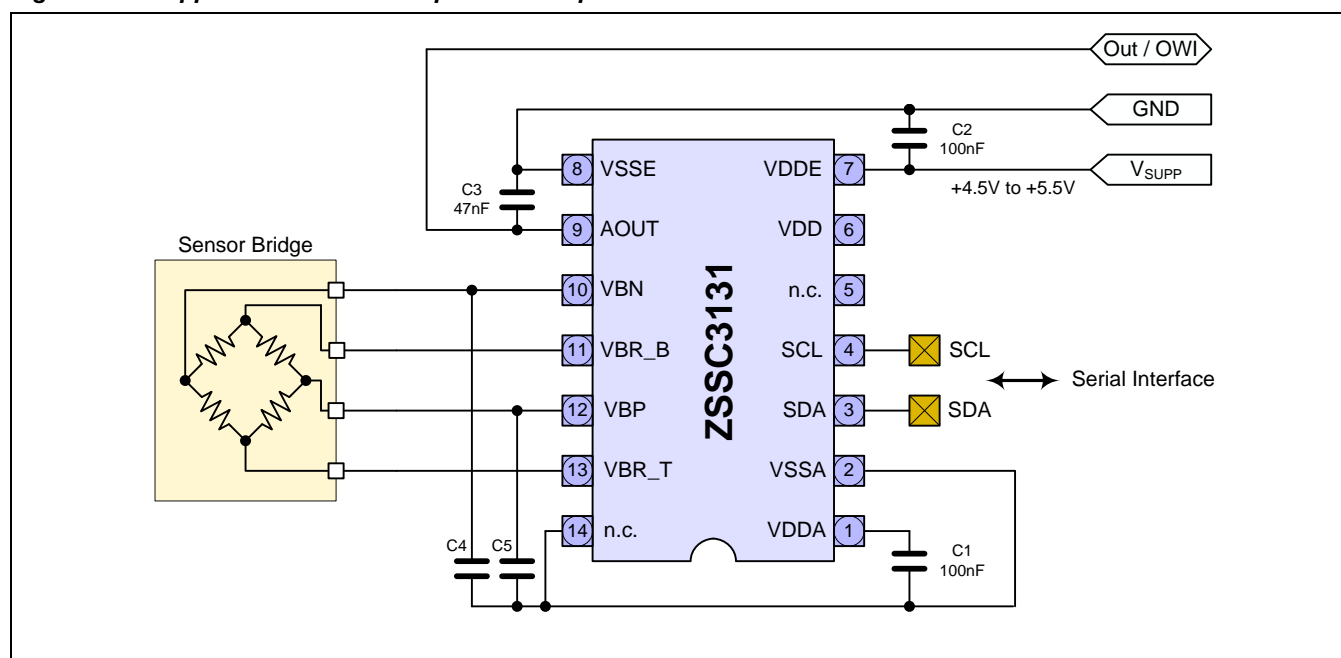 Out / OWI
GND
C2
100nF
VSUPP
+4.5V to +5.5V
8 VSSE
VDDE 7
C3
47nF
9 AOUT
VDD 6
Sensor Bridge
10 VBN
n.c. 5
11 VBR_B
SCL 4
SCL
ZSSC3131
Serial Interface
12 VBP
SDA 3
SDA
13 VBR_T
VSSA 2
14 n.c.
VDDA 1
C4
C5
C1
100nF